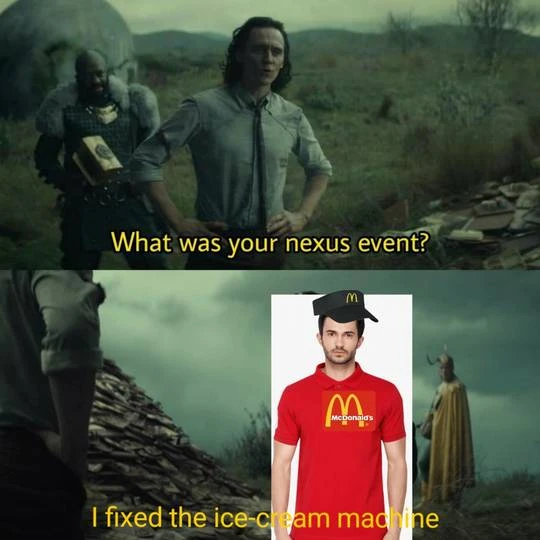 What was your nexus event?
M
M
McDonald's
I fixed the ice-cream machine